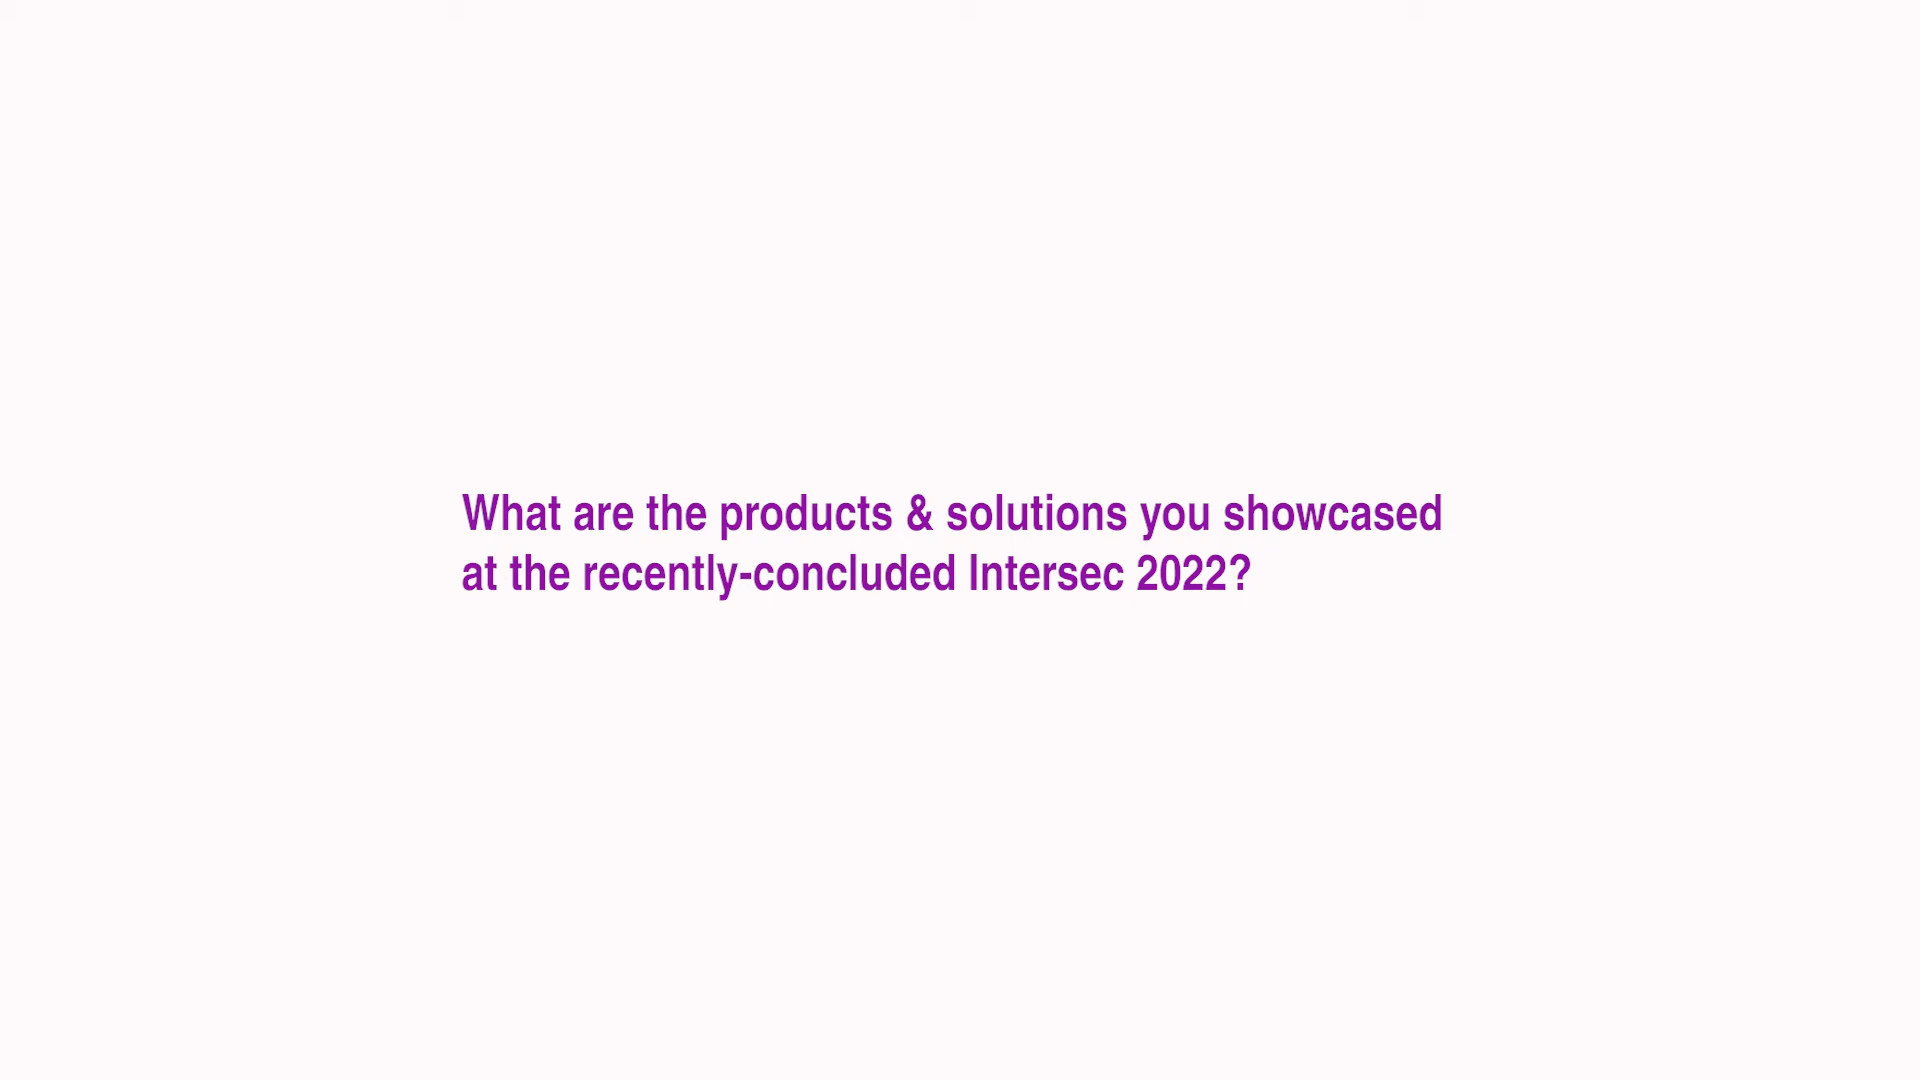 What are the products & solutions you showcased
at the recently-concluded Intersec 2022?